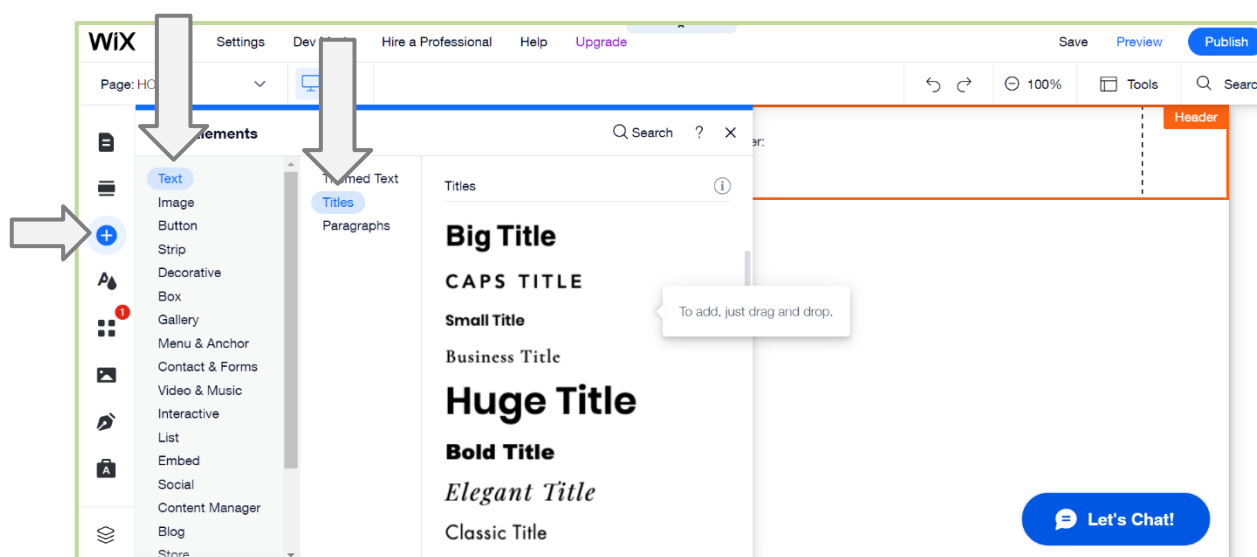 WiX Settings Hire a Professional Help Upgrade Save Preview Publish
Page: 100% Tools
Search ?
Header
Text
Image
Button
Strip
Decorative
Box
Gallery
Menu & Anchor
Contact & Forms
Video & Music
Interactive
List
Embed
Social
Content Manager
Blog
Store
Text
Titles
Paragraphs
Titles
Big Title
CAPS TITLE
Small Title
Business Title
Huge Title
Bold Title
Elegant Title
Classic Title
To add, just drag and drop.
1
A
Let's Chat!